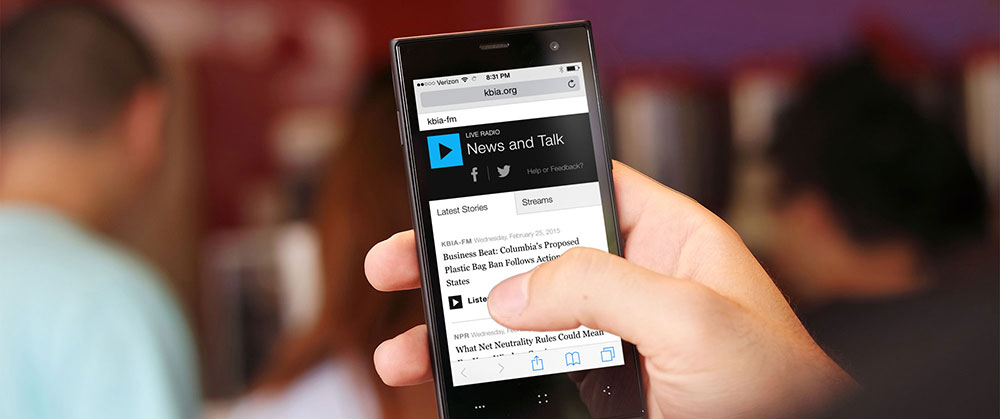 Verizon 8:31 PM
kbia.org
kbia-fm
LIVE RADIO
News and Talk
Help or Feedback?
Latest Stories
Streams
KBIA-FM Wednesday, February 25, 2015
Business Beat: Columbia's Proposed
Plastic Bag Ban Follows
States
NPR Wednesday, February
What Net Neutrality Rules Could Mean